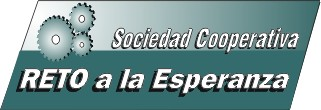 Sociedad Cooperativa
RETO a la Esperanza